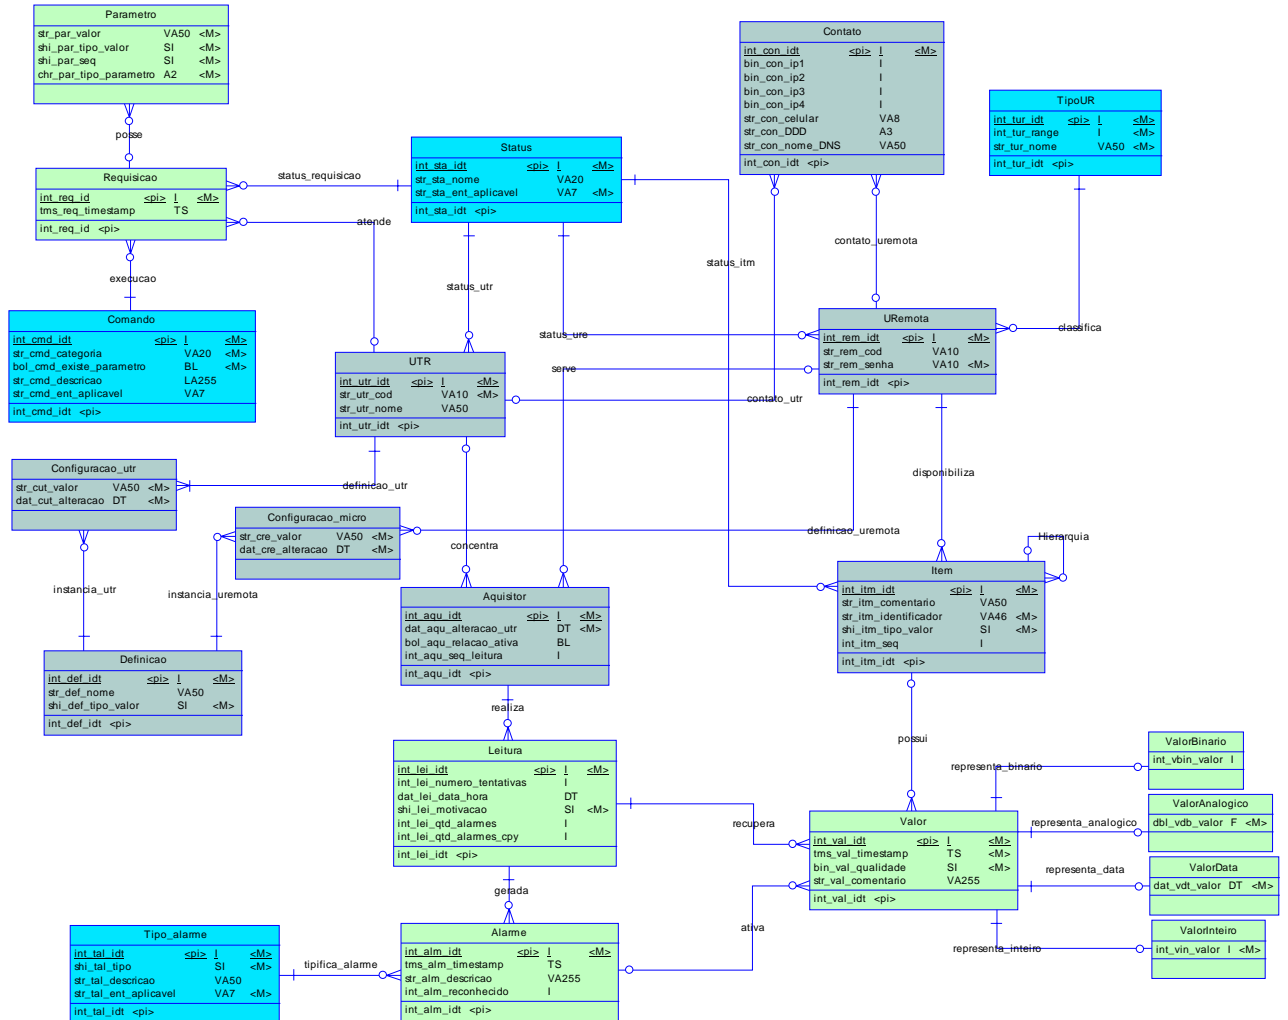 Parametro
str_par_valor VA50 <M>
shi_par_tipo_valor SI <M>
shi_par_seq SI <M>
chr_par_tipo_parametro A2 <M>
posse
Requisicao
int_req_id <pi> I <M>
tms_req_timestamp TS
int_req_id <pi>
status_requisicao
atende
execucao
Comando
int_cmd_idt <pi> I <M>
str_cmd_categoria VA20 <M>
bol_cmd_existe_parametro BL <M>
str_cmd_descricao LA255
str_cmd_ent_aplicavel VA7
int_cmd_idt <pi>
Status
int_sta_idt <pi> I <M>
str_sta_nome VA20
str_sta_ent_aplicavel VA7 <M>
int_sta_idt <pi>
status_utr
status_ure
status_itm
Contato
int_con_idt <pi> I <M>
bin_con_ip1 I
bin_con_ip2 I
bin_con_ip3 I
bin_con_ip4 I
str_con_celular VA8
str_con_DDD A3
str_con_nome_DNS VA50
int_con_idt <pi>
contato_uremota
TipoUR
int_tur_idt <pi> I <M>
int_tur_range I <M>
str_tur_nome VA50 <M>
int_tur_idt <pi>
classifica
URemota
int_rem_idt <pi> I <M>
str_rem_cod VA10
str_rem_senha VA10 <M>
int_rem_idt <pi>
serve
contato_utr
UTR
int_utr_idt <pi> I <M>
str_utr_cod VA10 <M>
str_utr_nome VA50
int_utr_idt <pi>
definicao_utr
disponibiliza
Configuracao_utr
str_cut_valor VA50 <M>
dat_cut_alteracao DT <M>
Configuracao_micro
str_cre_valor VA50 <M>
dat_cre_alteracao DT <M>
definicao_uremota
concentra
Hierarquia
instancia_utr
instancia_uremota
Definicao
int_def_idt <pi> I <M>
str_def_nome VA50
shi_def_tipo_valor SI <M>
int_def_idt <pi>
Aquisitor
int_aqu_idt <pi> I <M>
dat_aqu_alteracao_utr DT <M>
bol_aqu_relacao_ativa BL
int_aqu_seq_leitura I
int_aqu_idt <pi>
Item
int_itm_idt <pi> I <M>
str_itm_comentario VA50
str_itm_identificador VA46 <M>
shi_itm_tipo_valor SI <M>
int_itm_seq I
int_itm_idt <pi>
realiza
possui
Leitura
int_lei_idt <pi> I <M>
int_lei_numero_tentativas I
dat_lei_data_hora DT
shi_lei_motivacao SI <M>
int_lei_qtd_alarmes I
int_lei_qtd_alarmes_cpy I
int_lei_idt <pi>
recupera
gerada
Valor
int_val_idt <pi> I <M>
tms_val_timestamp TS <M>
bin_val_qualidade SI <M>
str_val_comentario VA255
int_val_idt <pi>
representa_binario
representa_analogico
representa_data
representa_inteiro
ValorBinario
int_vbin_valor I
ValorAnalogico
dbl_vdb_valor F <M>
ValorData
dat_vdt_valor DT <M>
ValorInteiro
int_vin_valor I <M>
ativa
Tipo_alarme
int_tal_idt <pi> I <M>
shi_tal_tipo SI <M>
str_tal_descricao VA50
str_tal_ent_aplicavel VA7 <M>
int_tal_idt <pi>
tipifica_alarme
Alarme
int_alm_idt <pi> I <M>
tms_alm_timestamp TS
str_alm_descricao VA255
int_alm_reconhecido I
int_alm_idt <pi>